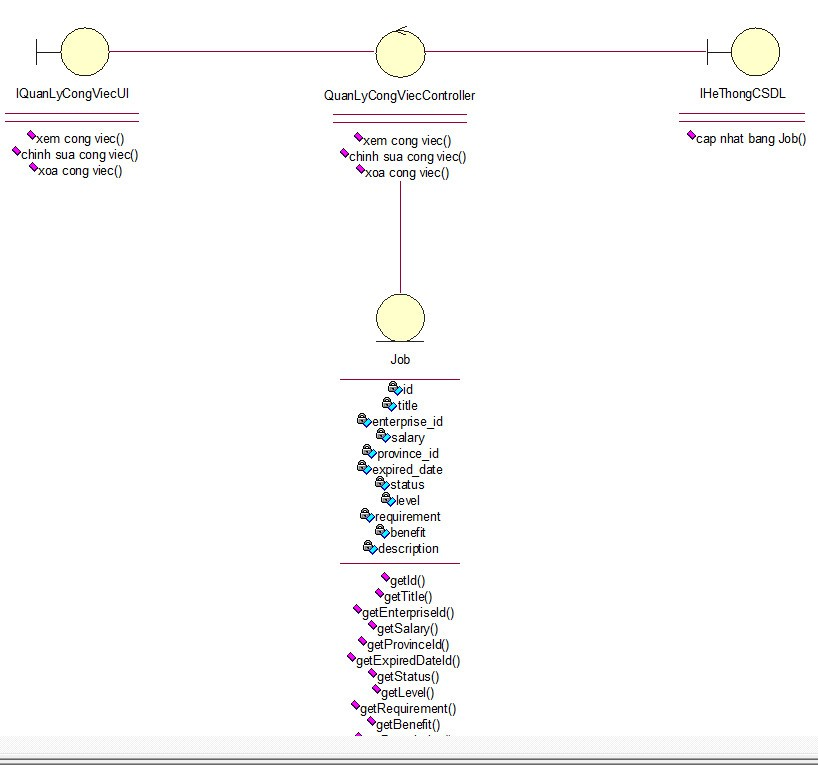 IQuanLyCongViecUI
xem cong viec()
chinh sua cong viec()
xoa cong viec()
QuanLyCongViecController
xem cong viec()
chinh sua cong viec()
xoa cong viec()
IHeThongCSDL
cap nhat bang Job()
Job
id
title
enterprise_id
salary
province_id
expired_date
status
level
requirement
benefit
description
getId()
getTitle()
getEnterpriseId()
getSalary()
getProvinceId()
getExpiredDateId()
getStatus()
getLevel()
getRequirement()
getBenefit()